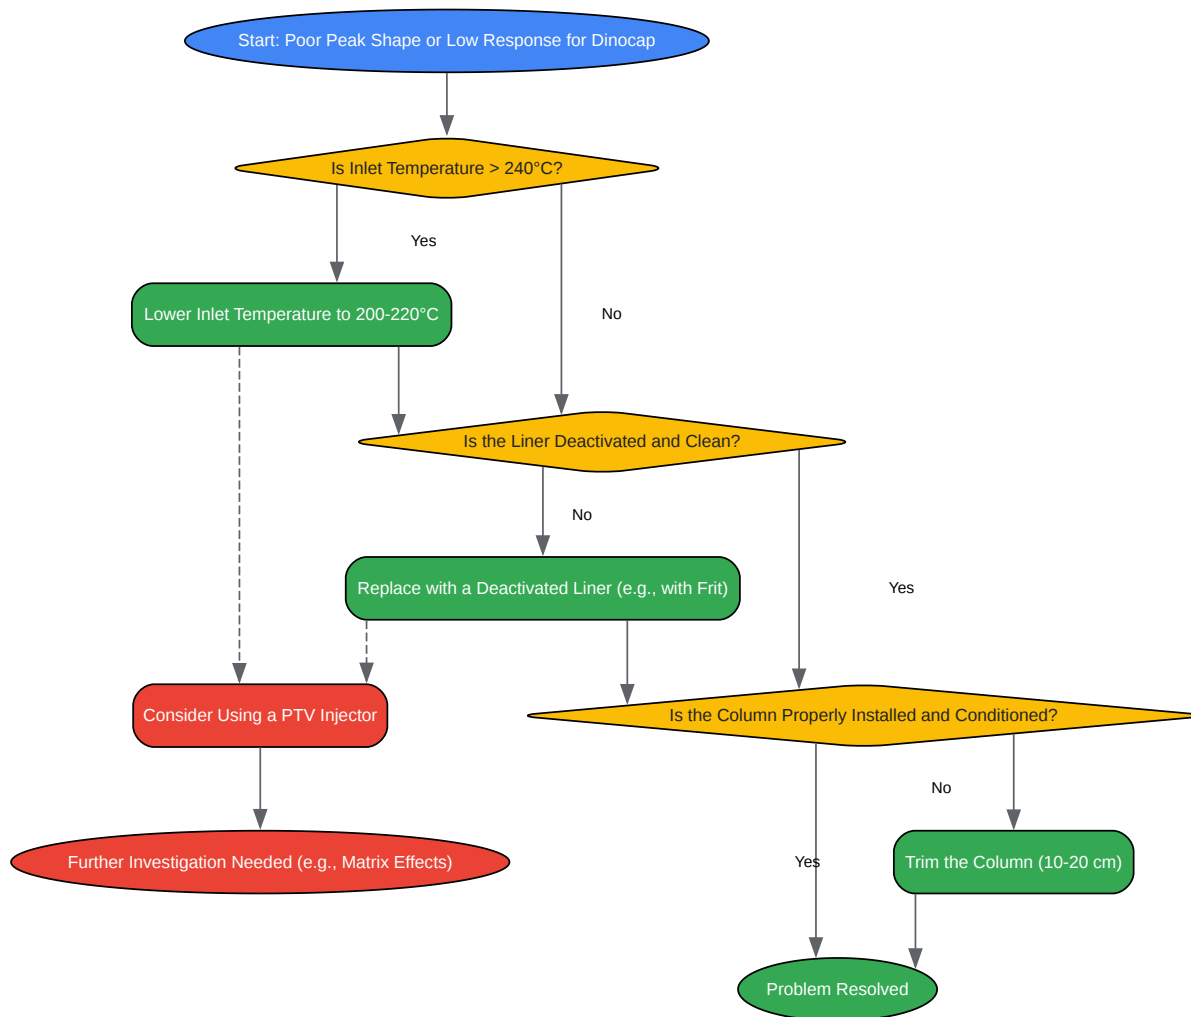 Start: Poor Peak Shape or Low Response for Dinocap
Is Inlet Temperature > 240°C?
Yes
Lower Inlet Temperature to 200-220°C
No
Is the Liner Deactivated and Clean?
No
Replace with a Deactivated Liner (e.g., with Frit)
Yes
Consider Using a PTV Injector
Is the Column Properly Installed and Conditioned?
No
Further Investigation Needed (e.g., Matrix Effects)
Yes
Trim the Column (10-20 cm)
Problem Resolved